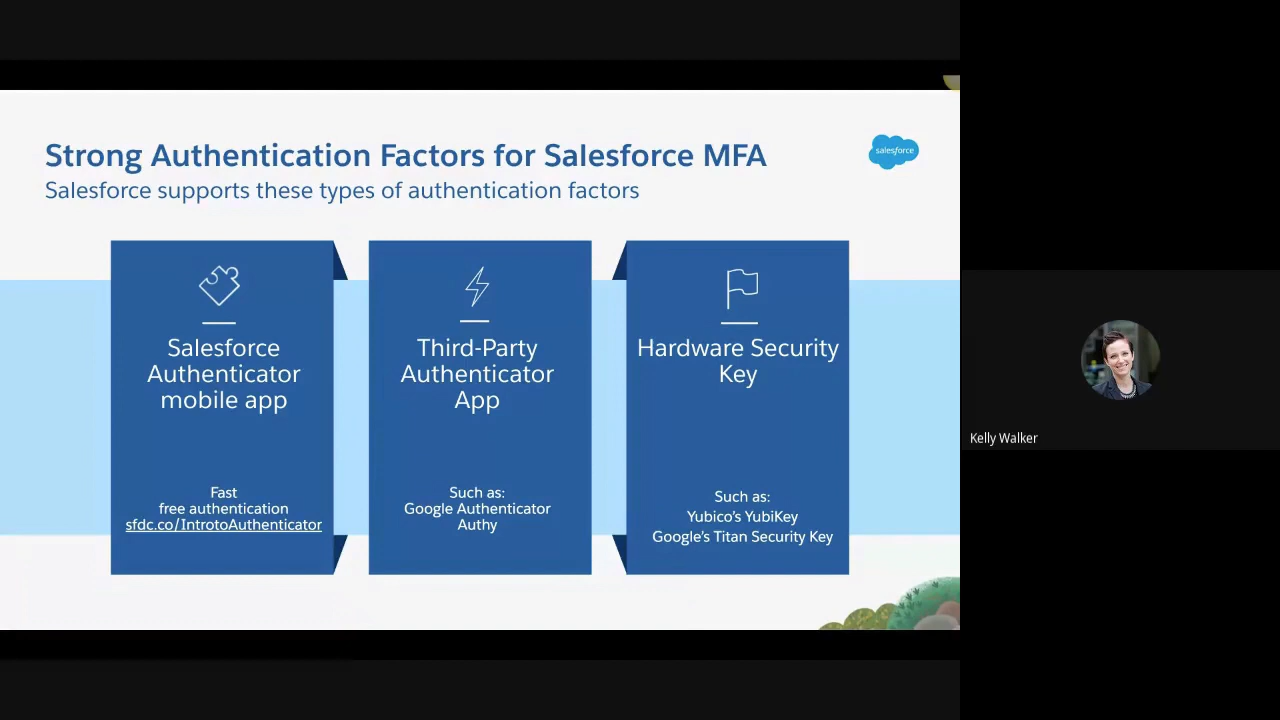 Strong Authentication Factors for Salesforce MFA
Salesforce supports these types of authentication factors
salesforce
Salesforce
Authenticator
mobile app
Fast
free authentication
sfdc.co/IntrotoAuthenticator
Third-Party
Authenticator
App
Such as:
Google Authenticator
Authy
Hardware Security
Key
Such as:
Yubico’s YubiKey
Google’s Titan Security Key
Kelly Walker